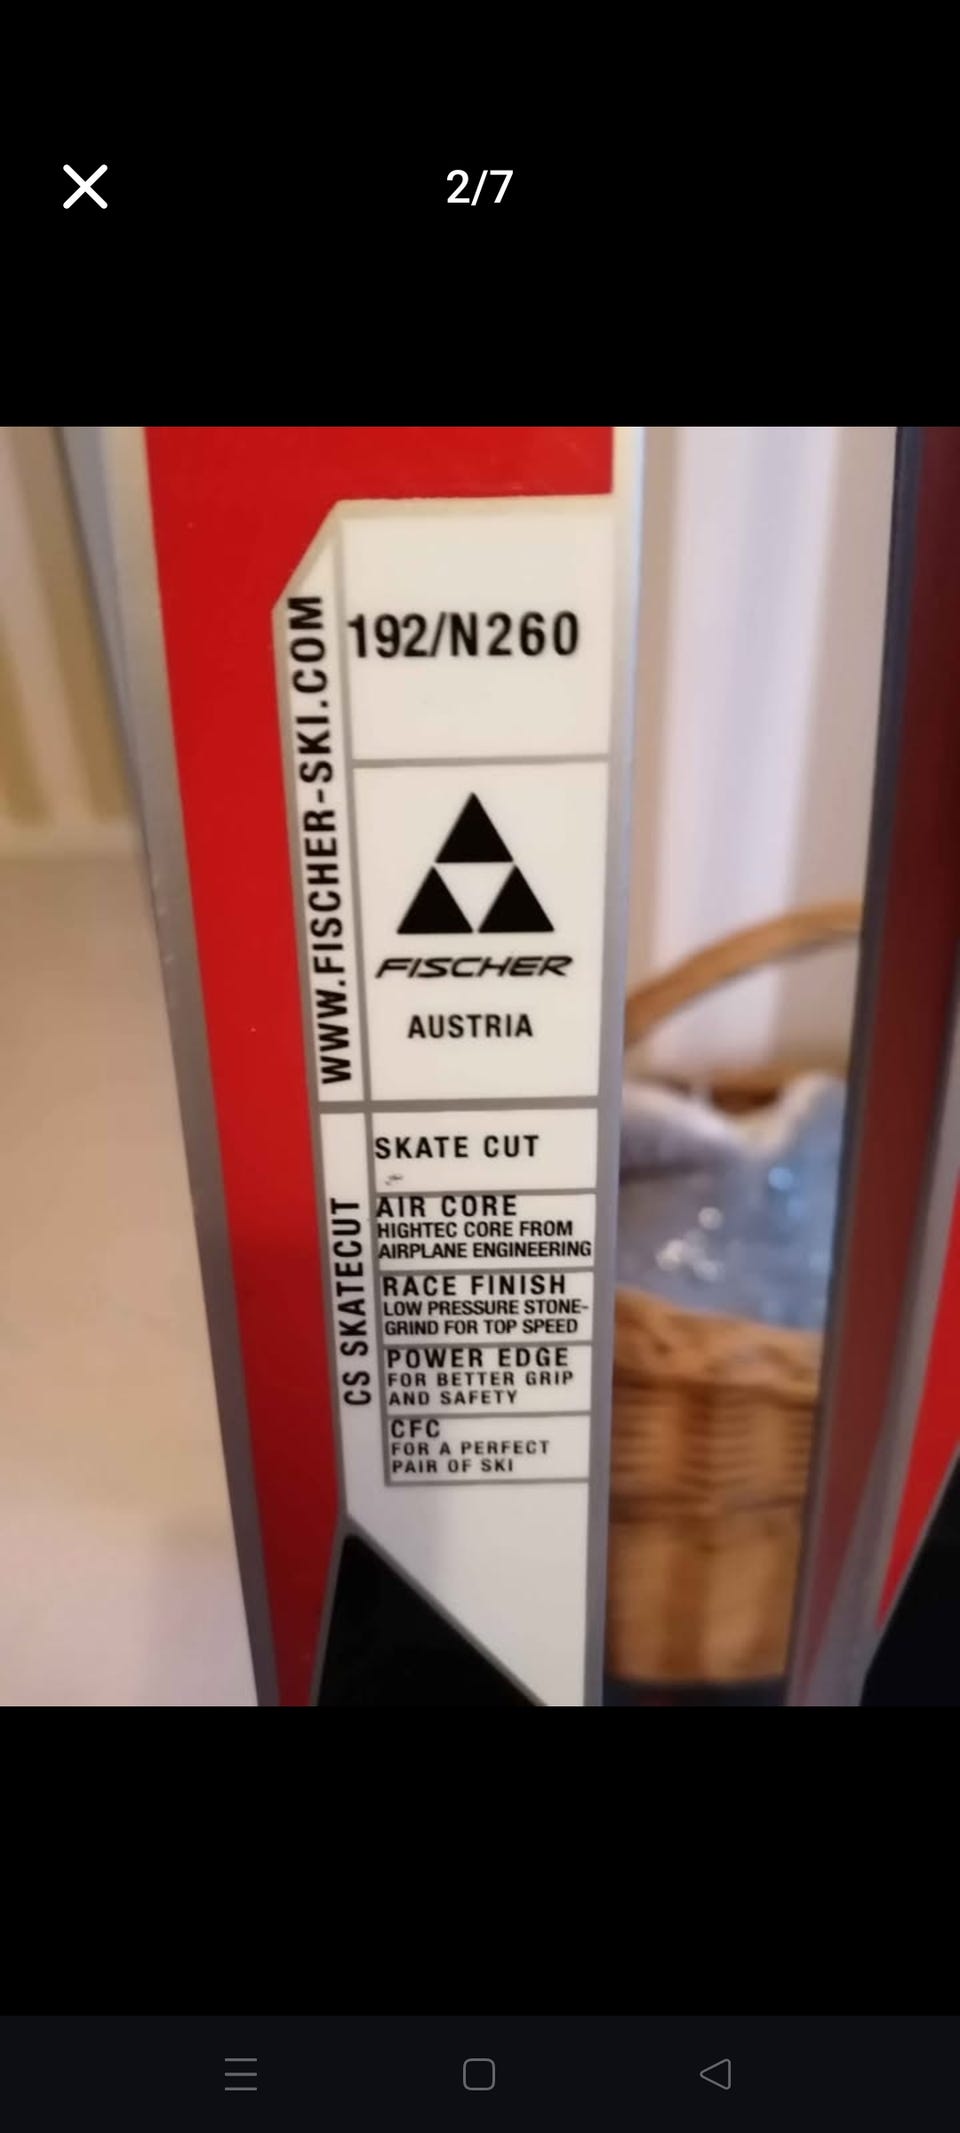 2/7
192/N260
WWW.FISCHER-SKI.COM
FISCHER
AUSTRIA
CS SKATECUT
SKATE CUT
AIR CORE
HIGHTEC CORE FROM
AIRPLANE ENGINEERING
RACE FINISH
LOW PRESSURE STONE-
GRIND FOR TOP SPEED
POWER EDGE
FOR BETTER GRIP
AND SAFETY
CFC
FOR A PERFECT
PAIR OF SKI